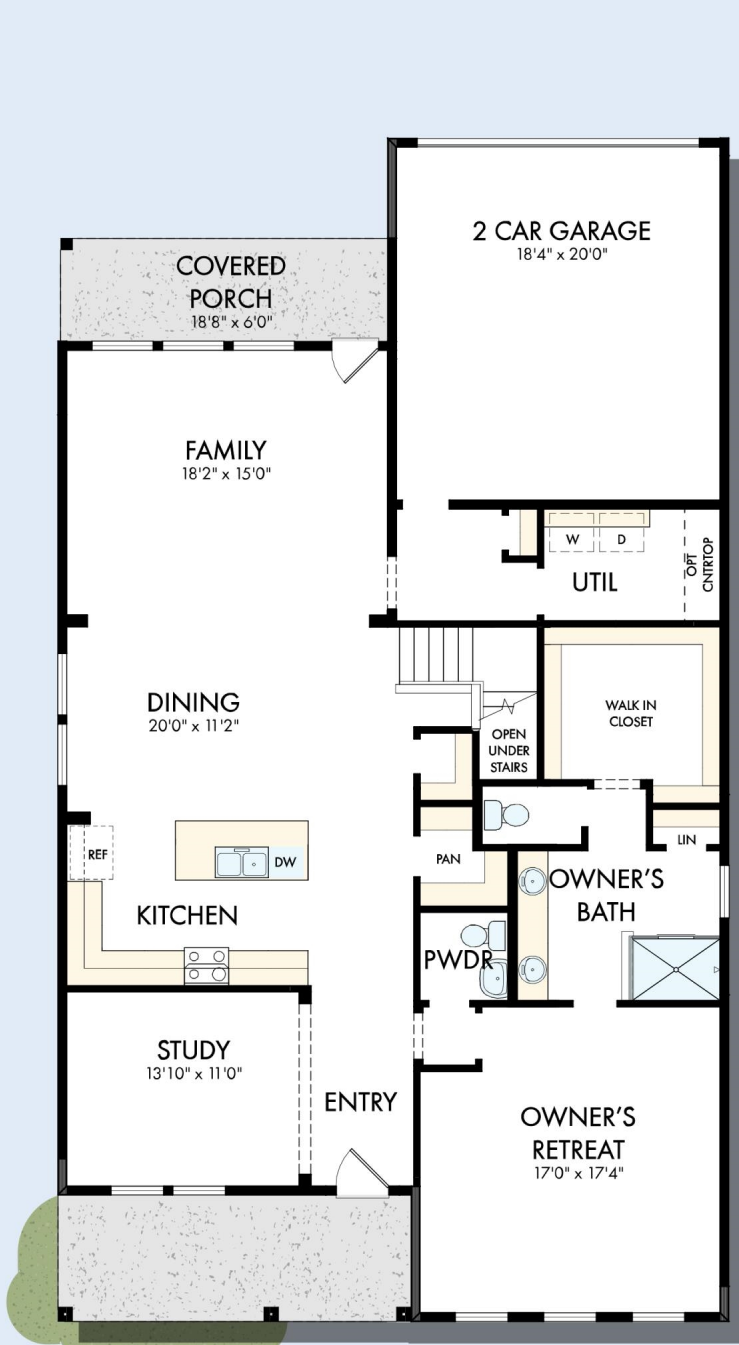 2 CAR GARAGE
18'4" x 20'0"
COVERED
PORCH
18'8" x 6'0"
FAMILY
18'2" x 15'0"
W
D
UTIL
OPT
CNTRTOP
DINING
20'0" x 11'2"
OPEN
UNDER
STAIRS
WALK IN
CLOSET
REF
DW
PAN
LIN
KITCHEN
OWNER'S
BATH
PWDR
STUDY
13'10" x 11'0"
ENTRY
OWNER'S
RETREAT
17'0" x 17'4"